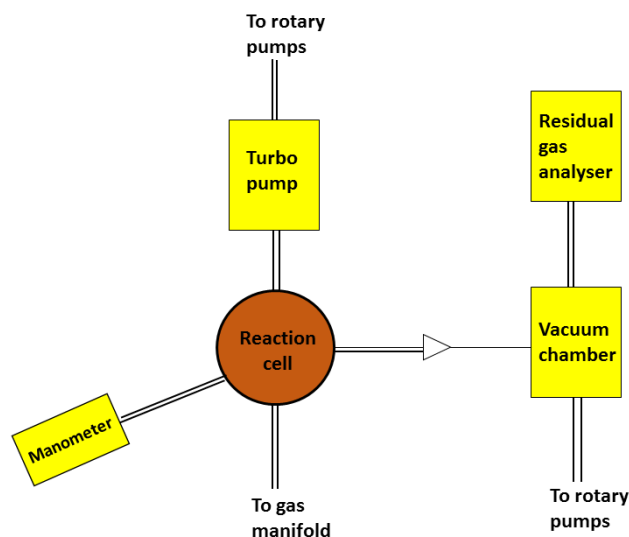 To rotary
pumps
Turbo
pump
Residual
gas
analyser
Reaction
cell
Vacuum
chamber
Manometer
To gas
manifold
To rotary
pumps